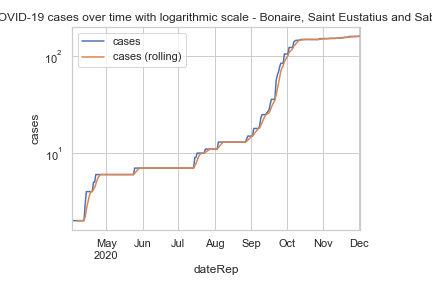 OVID-19 cases over time with logarithmic scale - Bonaire, Saint Eustatius and Sab
cases
cases (rolling)
10²
10¹
cases
May Jun Jul Aug Sep Oct Nov Dec
2020
dateRep